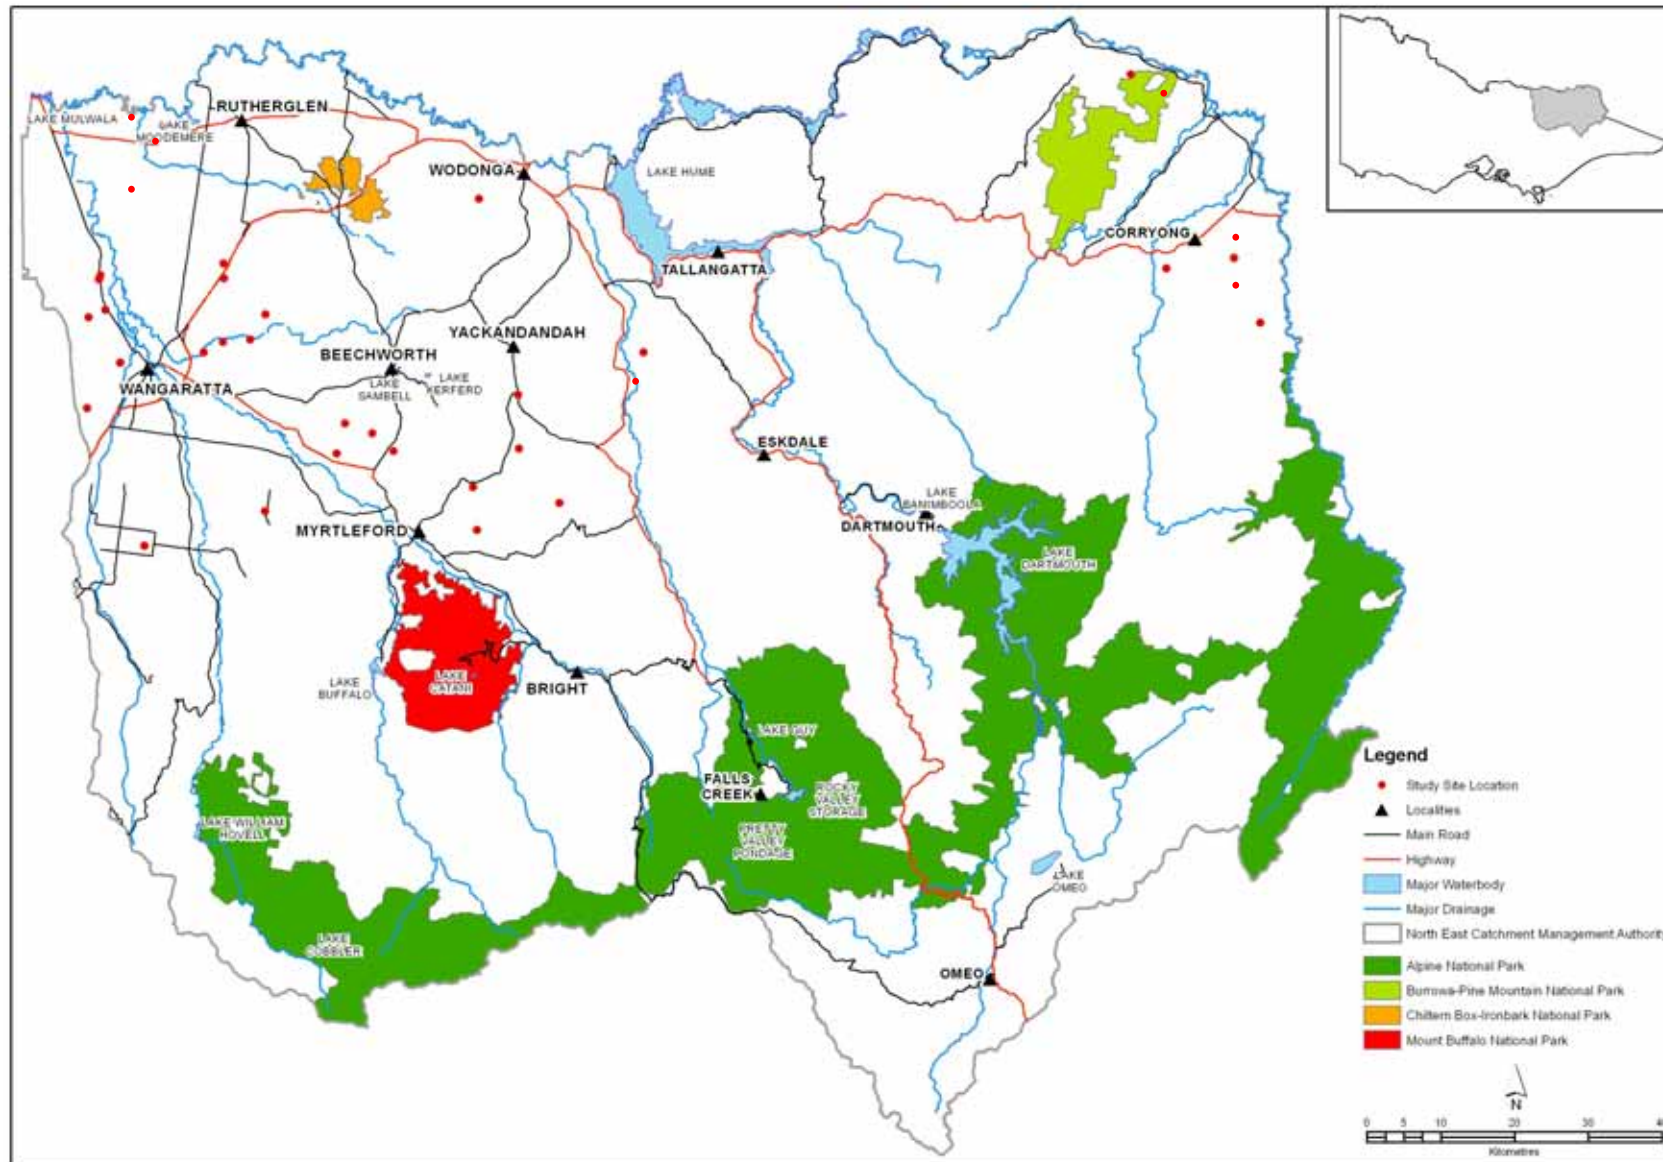 RUTHERGLEN
LAKE MULWALA
LAKE
MOODEMERE
WODONGA
LAKE HUME
CORRYONG
TALLANGATTA
YACKANDANDAH
BEECHWORTH
LAKE
SAMBELL
LAKE
KERFERD
WANGARATTA
ESKDALE
LAKE
BANIMBOOLA
DARTMOUTH
MYRTLEFORD
LAKE
DARTMOUTH
LAKE
CATANI
LAKE
BUFFALO
BRIGHT
LAKE GUY
FALLS
CREEK
ROCKY
VALLEY
STORAGE
LAKE WILLIAM
HOVELL
PRETTY
VALLEY
PONDAGE
LAKE
OMEO
LAKE
COBBLER
OMEO
Legend
Study Site Location
Localities
Main Road
Highway
Major Waterbody
Major Drainage
North East Catchment Management Authority
Alpine National Park
Burrowa-Pine Mountain National Park
Chiltern Box-Ironbark National Park
Mount Buffalo National Park
N
0 5 10 20 30 40
Kilometres